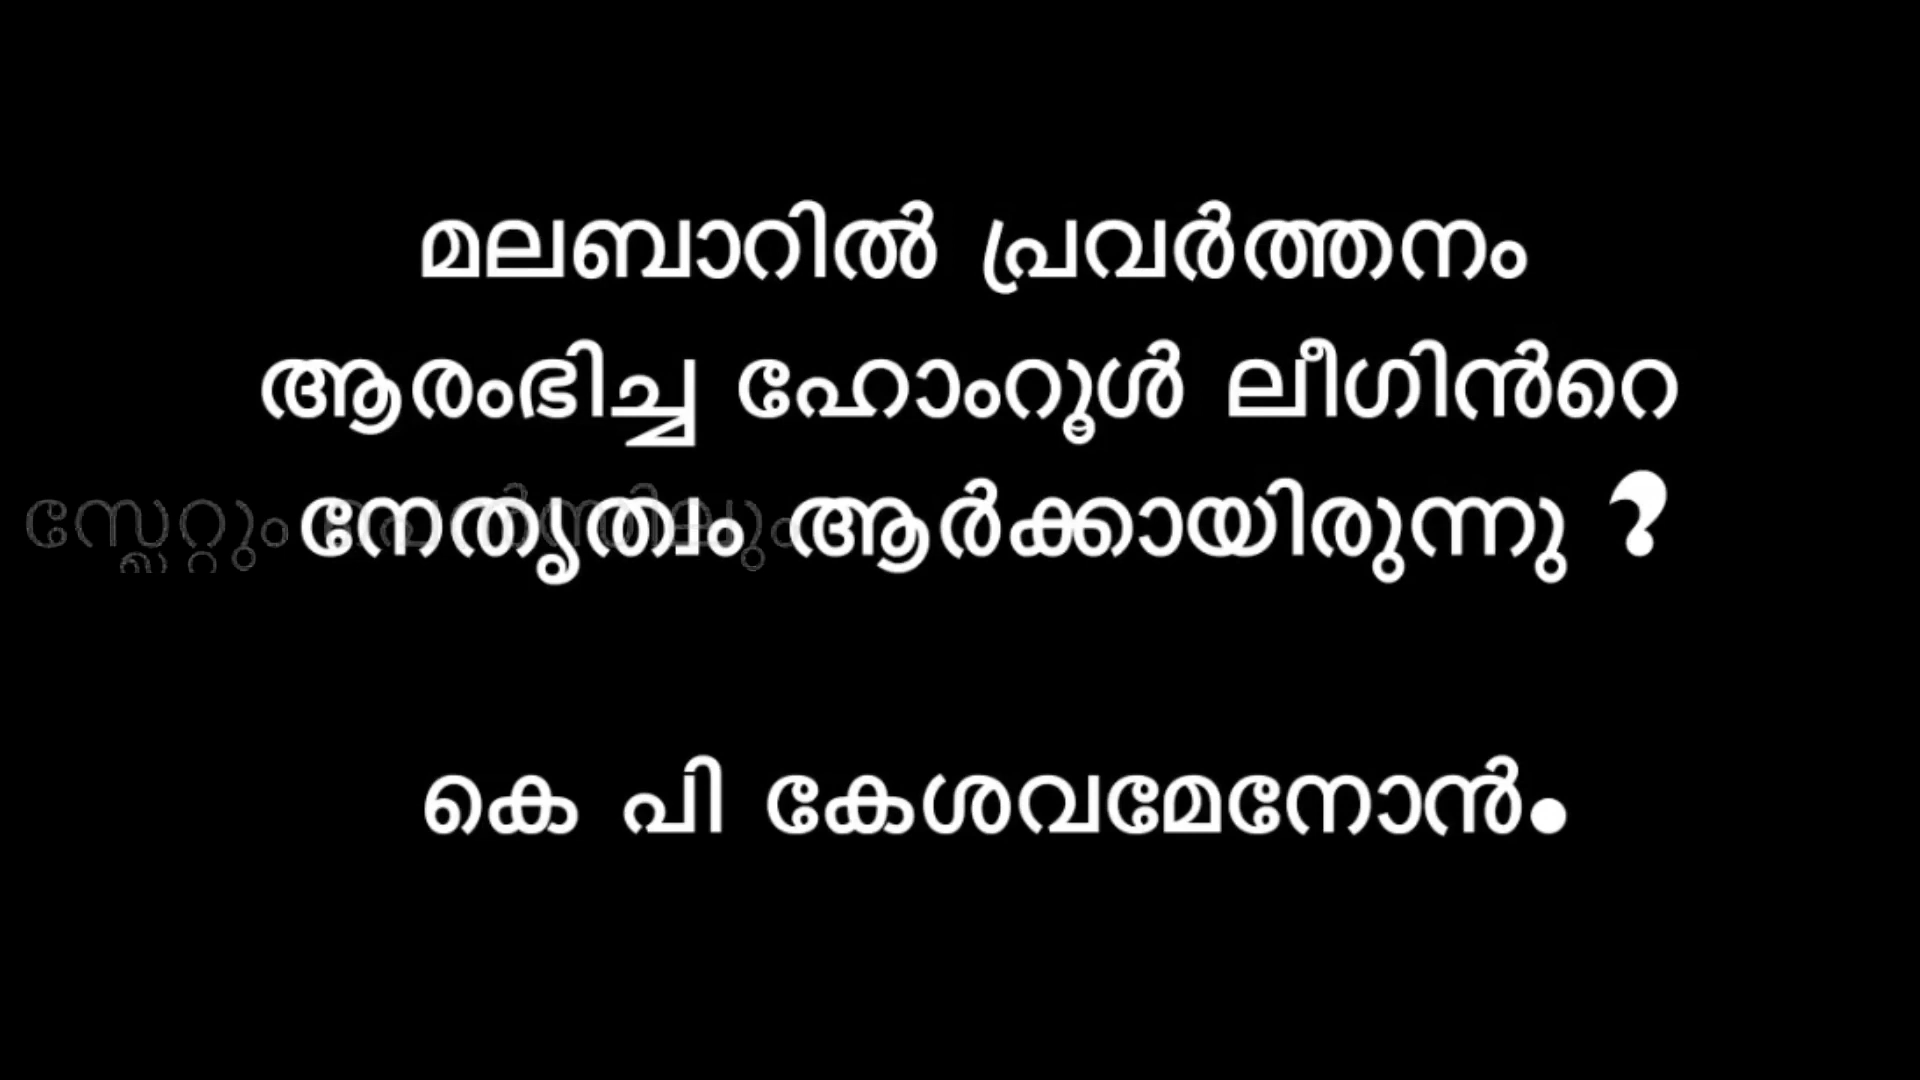 മലബാറിൽ പ്രവർത്തനം
ആരംഭിച്ച ഹോംറൂൾ ലീഗിൻറെ
നേതൃത്വം ആർക്കായിരുന്നു ?
സ്ലേറ്റും
കെ പി കേശവമേനോൻ.